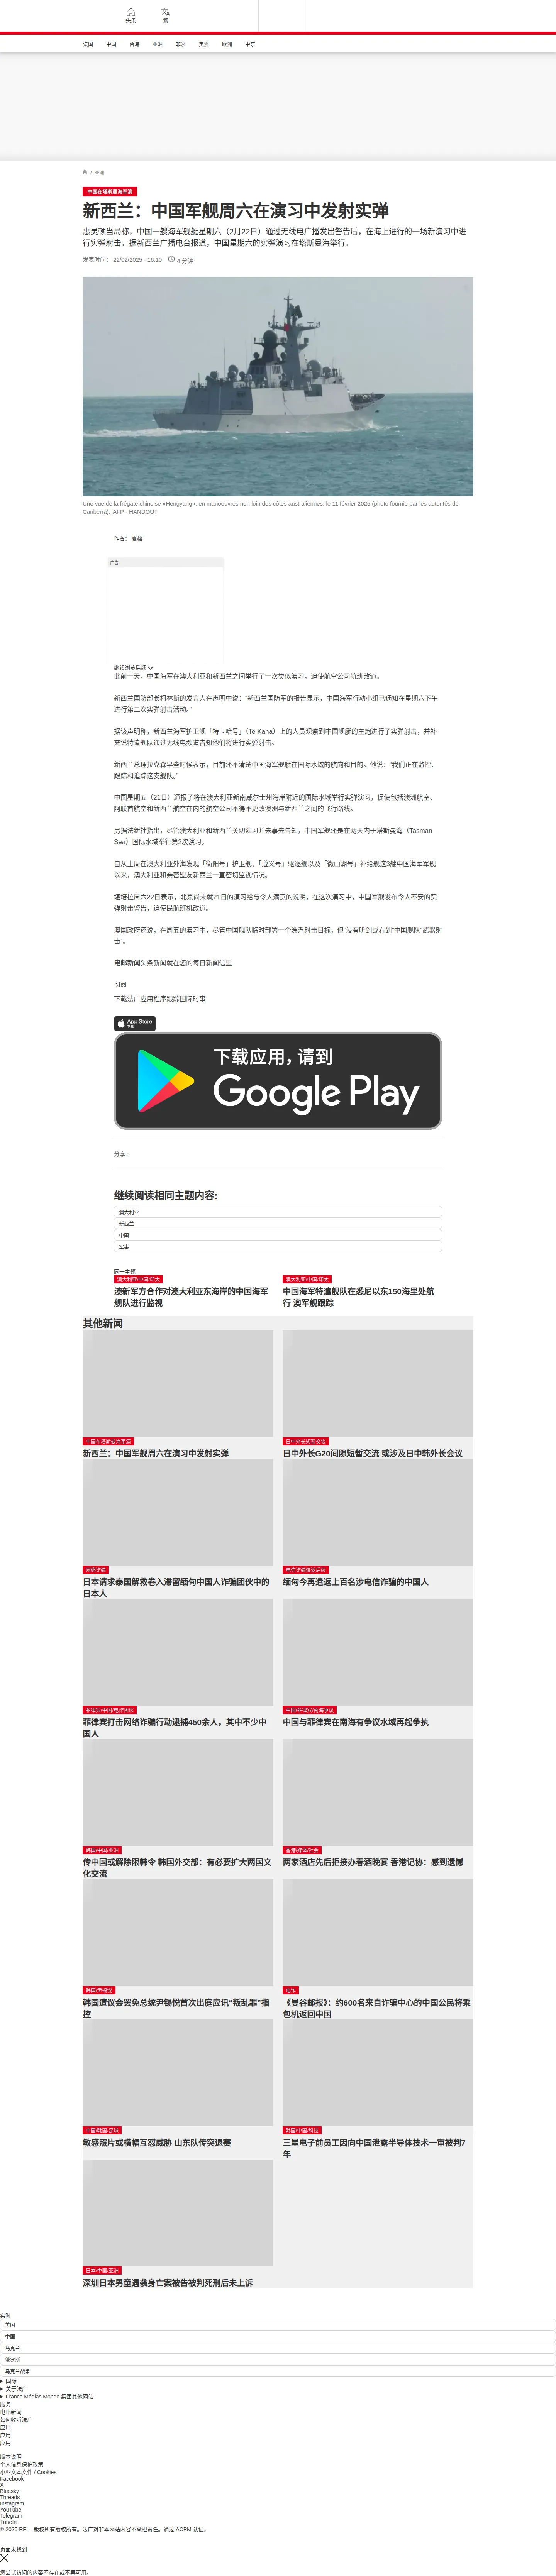 头条
繁
法国
中国
台海
亚洲
非洲
美洲
欧洲
中东
/ 亚洲
中国在塔斯曼海军演
新西兰：中国军舰周六在演习中发射实弹
惠灵顿当局称，中国一艘海军舰艇星期六（2月22日）通过无线电广播发出警告后，在海上进行的一场新演习中进
行实弹射击。据新西兰广播电台报道，中国星期六的实弹演习在塔斯曼海举行。
发表时间： 22/02/2025 - 16:10
4 分钟
Une vue de la frégate chinoise «Hengyang», en manoeuvres non loin des côtes australiennes, le 11 février 2025 (photo fournie par les autorités de
Canberra). AFP - HANDOUT
作者： 夏榕
广告
继续浏览后续
此前一天，中国海军在澳大利亚和新西兰之间举行了一次类似演习，迫使航空公司航班改道。
新西兰国防部长柯林斯的发言人在声明中说：“新西兰国防军的报告显示，中国海军行动小组已通知在星期六下午
进行第二次实弹射击活动。”
据该声明称，新西兰海军护卫舰「特卡哈号」（Te Kaha）上的人员观察到中国舰艇的主炮进行了实弹射击，并补
充说特遣舰队通过无线电频道告知他们将进行实弹射击。
新西兰总理拉克森早些时候表示，目前还不清楚中国海军舰艇在国际水域的航向和目的。他说：“我们正在监控、
跟踪和追踪这支舰队。”
中国星期五（21日）通报了将在澳大利亚新南威尔士州海岸附近的国际水域举行实弹演习，促使包括澳洲航空、
阿联酋航空和新西兰航空在内的航空公司不得不更改澳洲与新西兰之间的飞行路线。
另据法新社指出，尽管澳大利亚和新西兰关切演习并未事先告知，中国军舰还是在两天内于塔斯曼海（Tasman
Sea）国际水域举行第2次演习。
自从上周在澳大利亚外海发现「衡阳号」护卫舰、「遵义号」驱逐舰以及「微山湖号」补给舰这3艘中国海军军舰
以来，澳大利亚和亲密盟友新西兰一直密切监视情况。
堪培拉周六22日表示，北京尚未就21日的演习给与令人满意的说明，在这次演习中，中国军舰发布令人不安的实
弹射击警告，迫使民航班机改道。
澳国政府还说，在周五的演习中，尽管中国舰队临时部署一个漂浮射击目标，但“没有听到或看到”中国舰队“武器射
击”。
电邮新闻头条新闻就在您的每日新闻信里
订阅
下载法广应用程序跟踪国际时事
App Store
下载
下载应用，请到
Google Play
分享 :
继续阅读相同主题内容:
澳大利亚
新西兰
中国
军事
同一主题
澳大利亚/中国/印太
澳新军方合作对澳大利亚东海岸的中国海军
舰队进行监视
澳大利亚/中国/印太
中国海军特遣舰队在悉尼以东150海里处航
行 澳军舰跟踪
其他新闻
中国在塔斯曼海军演
新西兰：中国军舰周六在演习中发射实弹
日中外长短暂交谈
日中外长G20间隙短暂交流 或涉及日中韩外长会议
网络诈骗
日本请求泰国解救卷入滞留缅甸中国人诈骗团伙中的
日本人
电信诈骗遣返后续
缅甸今再遣返上百名涉电信诈骗的中国人
菲律宾/中国/电诈团伙
菲律宾打击网络诈骗行动逮捕450余人，其中不少中
国人
中国/菲律宾/南海争议
中国与菲律宾在南海有争议水域再起争执
韩国/中国/亚洲
传中国或解除限韩令 韩国外交部：有必要扩大两国文
化交流
香港/媒体/社会
两家酒店先后拒接办春酒晚宴 香港记协：感到遗憾
韩国/尹锡悦
韩国遭议会罢免总统尹锡悦首次出庭应讯“叛乱罪”指
控
电诈
《曼谷邮报》：约600名来自诈骗中心的中国公民将乘
包机返回中国
中国/韩国/足球
敏感照片或横幅互怼威胁 山东队传突退赛
韩国/中国/科技
三星电子前员工因向中国泄露半导体技术一审被判7
年
日本/中国/亚洲
深圳日本男童遇袭身亡案被告被判死刑后未上诉
实时
美国
中国
乌克兰
俄罗斯
乌克兰战争
国际
关于法广
France Médias Monde 集团其他网站
服务
电邮新闻
如何收听法广
应用
应用
应用
版本说明
个人信息保护政策
小型文本文件 / Cookies
Facebook
X
Bluesky
Threads
Instagram
YouTube
Telegram
TuneIn
© 2025 RFI – 版权所有版权所有。法广对非本网站内容不承担责任。通过 ACPM 认证。
页面未找到
您尝试访问的内容不存在或不再可用。